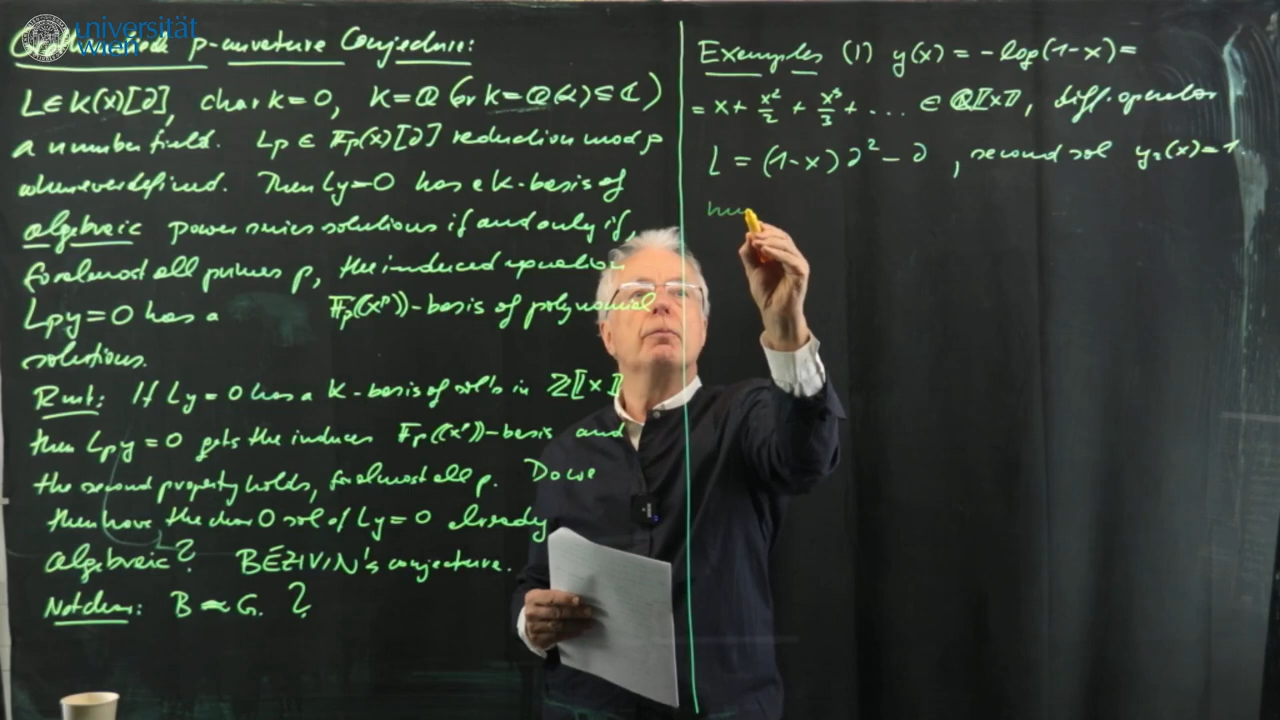 universität
wien
p-curvature Conjecture:
L∈K(x)[∂], char k=0, K=Q (or k=Q(α)⊆C)
a number field. Lp ∈ Fp(x)[∂] reduction mod p
whenever defined. Then Ly=0 has a k-basis of
algebraic power series solutions if and only if,
for almost all primes p, the induced equation
Lpy=0 has a Fp((x^p))-basis of polynomial
solutions.
Rmk: If Ly=0 has a K-basis of sol's in Z[[x]]
then Lpy=0 gets the induces Fp((x^p))-basis and
the second property holds, for almost all p. Do we
then have the char 0 sol of Ly=0 already
algebraic? BÉZIVIN's conjecture.
B ⇒ G. ?
Examples (1) y(x) = -log(1-x)=
= x + x²/2 + x³/3 + ... ∈ Q[[x]], diff. operator
L = (1-x)∂² - ∂, second sol y₂(x)=1